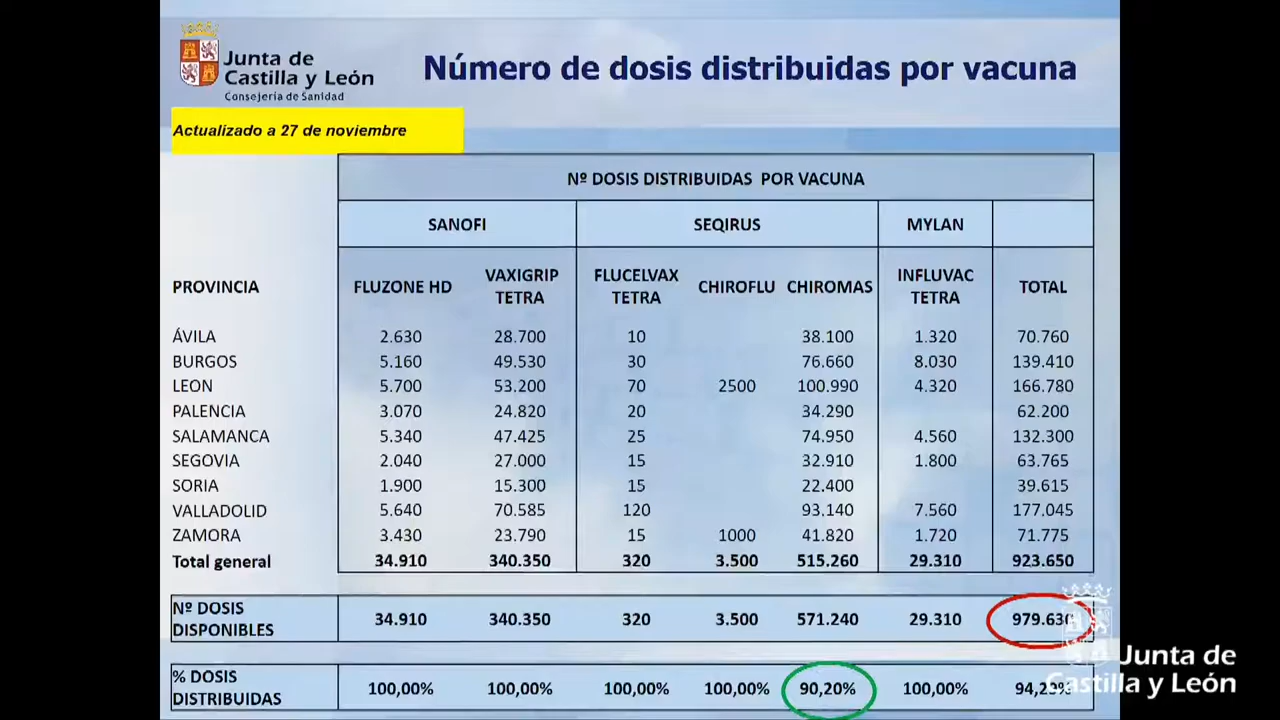 Junta de
Castilla y León
Consejería de Sanidad
Número de dosis distribuidas por vacuna
Actualizado a 27 de noviembre
Nº DOSIS DISTRIBUIDAS POR VACUNA
SANOFI SEQIRUS MYLAN
PROVINCIA FLUZONE HD VAXIGRIP TETRA FLUCELVAX TETRA CHIROFLU CHIROMAS INFLUVAC TETRA TOTAL
ÁVILA 2.630 28.700 10 38.100 1.320 70.760
BURGOS 5.160 49.530 30 76.660 8.030 139.410
LEON 5.700 53.200 70 2500 100.990 4.320 166.780
PALENCIA 3.070 24.820 20 34.290 62.200
SALAMANCA 5.340 47.425 25 74.950 4.560 132.300
SEGOVIA 2.040 27.000 15 32.910 1.800 63.765
SORIA 1.900 15.300 15 22.400 39.615
VALLADOLID 5.640 70.585 120 93.140 7.560 177.045
ZAMORA 3.430 23.790 15 1000 41.820 1.720 71.775
Total general 34.910 340.350 320 3.500 515.260 29.310 923.650
Nº DOSIS DISPONIBLES 34.910 340.350 320 3.500 571.240 29.310 979.630
% DOSIS DISTRIBUIDAS 100,00% 100,00% 100,00% 100,00% 90,20% 100,00%
Junta de
Castilla y León